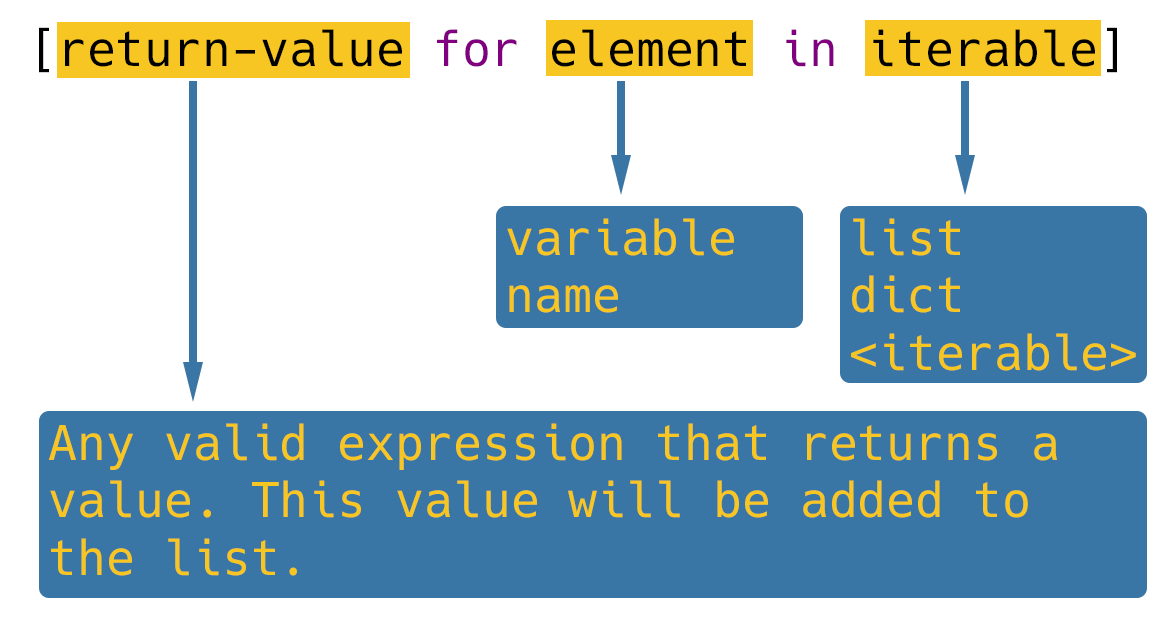 [return-value for element in iterable]
variable
name
list
dict
<iterable>
Any valid expression that returns a
value. This value will be added to
the list.